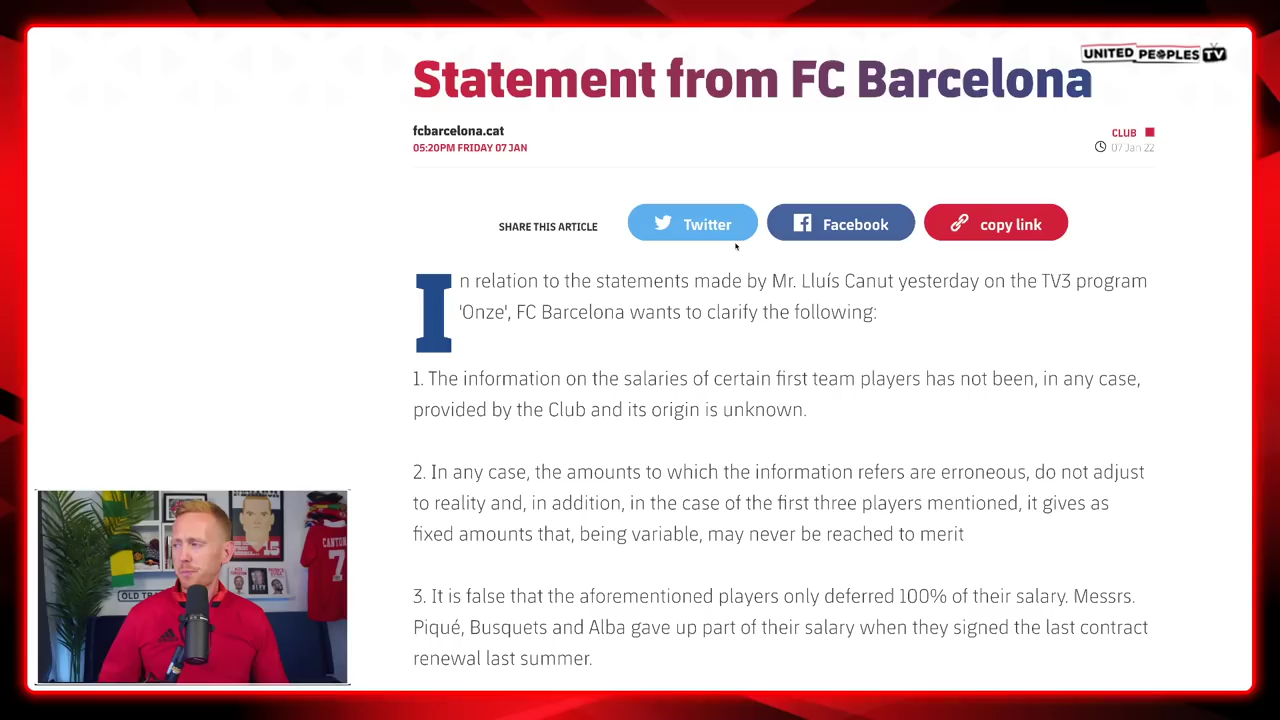 UNITED PEOPLES TV
Statement from FC Barcelona
fcbarcelona.cat
05:20PM FRIDAY 07 JAN
CLUB
07 Jan 22
SHARE THIS ARTICLE
Twitter
Facebook
copy link
In relation to the statements made by Mr. Lluís Canut yesterday on the TV3 program
'Onze', FC Barcelona wants to clarify the following:
1. The information on the salaries of certain first team players has not been, in any case,
provided by the Club and its origin is unknown.
2. In any case, the amounts to which the information refers are erroneous, do not adjust
to reality and, in addition, in the case of the first three players mentioned, it gives as
fixed amounts that, being variable, may never be reached to merit
3. It is false that the aforementioned players only deferred 100% of their salary. Messrs.
Piqué, Busquets and Alba gave up part of their salary when they signed the last contract
renewal last summer.
CANTONA
7
OLD TRA